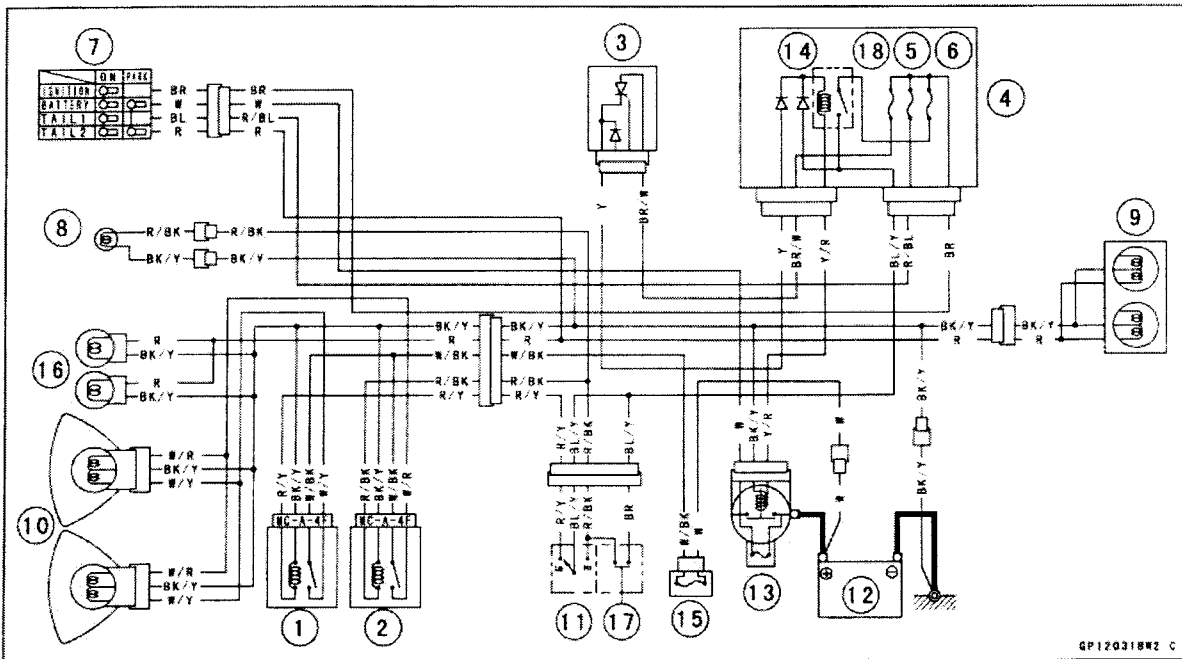 7
ON PARK
IGNITION
BATTERY
TAIL1
TAIL2
BR BR
W W
BL R/BL
R R
3
14 18 5 6
4
Y BR/W
Y BR/W Y/R BL/Y R/BL BR
8
R/BK R/BK
BK/Y BK/Y
9
BK/Y BK/Y
R R
16
R
BK/Y
R
BK/Y
BK/Y BK/Y
R R
W/BK W/BK
R/BK R/BK
R/Y R/Y
10
W/R
BK/Y
W/Y
W/R
BK/Y
W/Y
R/Y BK/Y W/BK W/Y
MC-A-4F
1
R/BK BK/Y W/BK W/R
MC-A-4F
2
R/Y BL/Y R/BK BL/Y
R/Y BL/Y R/BK BR
11 17
W/BK W
15
W BK/Y Y/R
13
W
W
BK/Y
BK/Y
+ −
12
GP120318W2 C